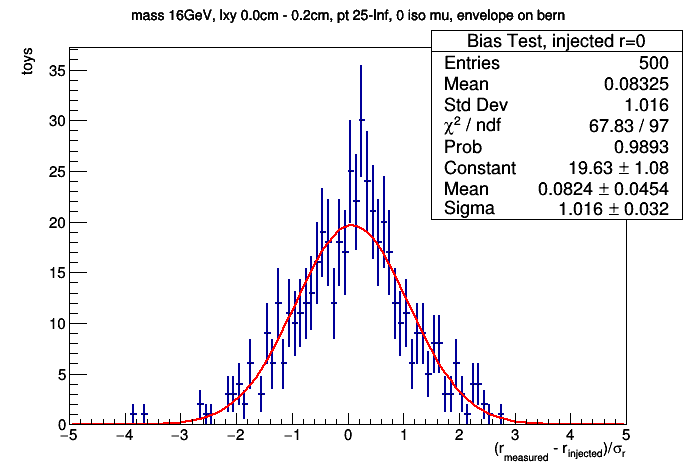 mass 16GeV, lxy 0.0cm - 0.2cm, pt 25-Inf, 0 iso mu, envelope on bern
Bias Test, injected r=0
Entries 500
Mean 0.08325
Std Dev 1.016
χ² / ndf 67.83 / 97
Prob 0.9893
Constant 19.63 ± 1.08
Mean 0.0824 ± 0.0454
Sigma 1.016 ± 0.032
toys
35
30
25
20
15
10
5
0
−5 −4 −3 −2 −1 0 1 2 3 4 5
(r_measured - r_injected)/σ_r